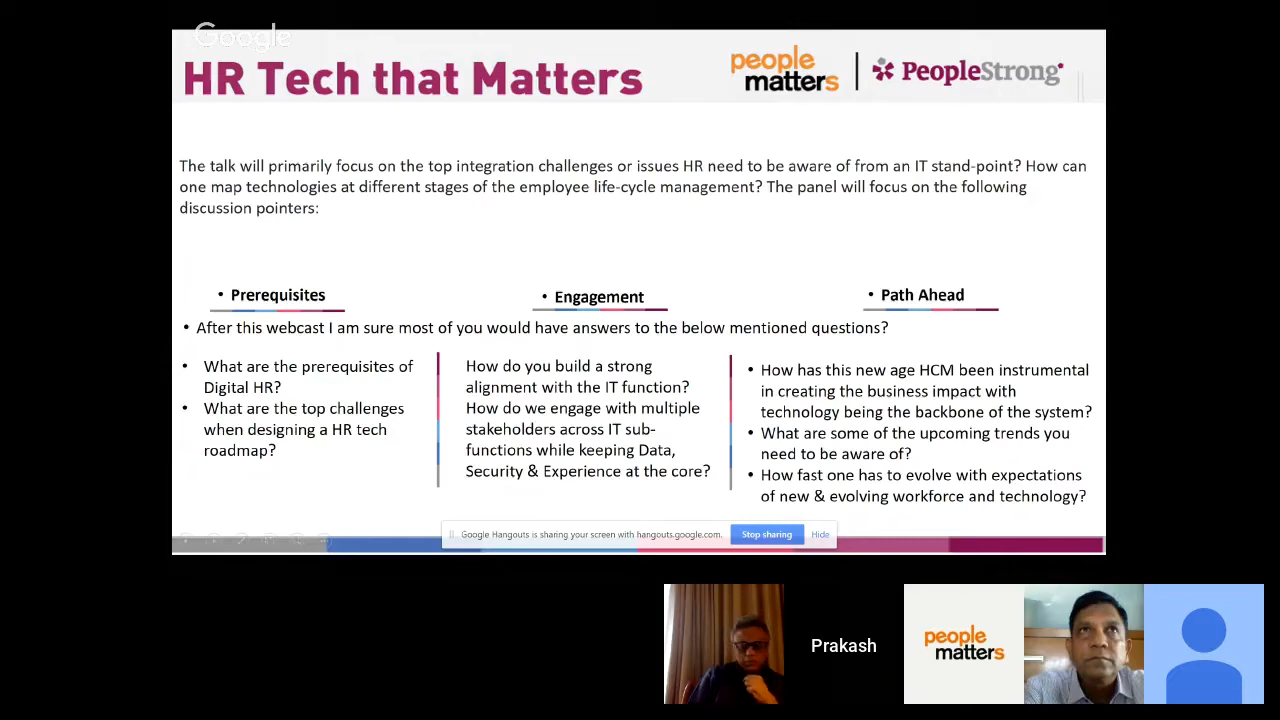 Google
HR Tech that Matters
people
matters
PeopleStrong
The talk will primarily focus on the top integration challenges or issues HR need to be aware of from an IT stand-point? How can
one map technologies at different stages of the employee life-cycle management? The panel will focus on the following
discussion pointers:
• Prerequisites
• Engagement
• Path Ahead
• After this webcast I am sure most of you would have answers to the below mentioned questions?
• What are the prerequisites of
Digital HR?
• What are the top challenges
when designing a HR tech
roadmap?
How do you build a strong
alignment with the IT function?
How do we engage with multiple
stakeholders across IT sub-
functions while keeping Data,
Security & Experience at the core?
• How has this new age HCM been instrumental
in creating the business impact with
technology being the backbone of the system?
• What are some of the upcoming trends you
need to be aware of?
• How fast one has to evolve with expectations
of new & evolving workforce and technology?
Google Hangouts is sharing your screen with hangouts.google.com.
Stop sharing
Hide
Prakash
people
matters